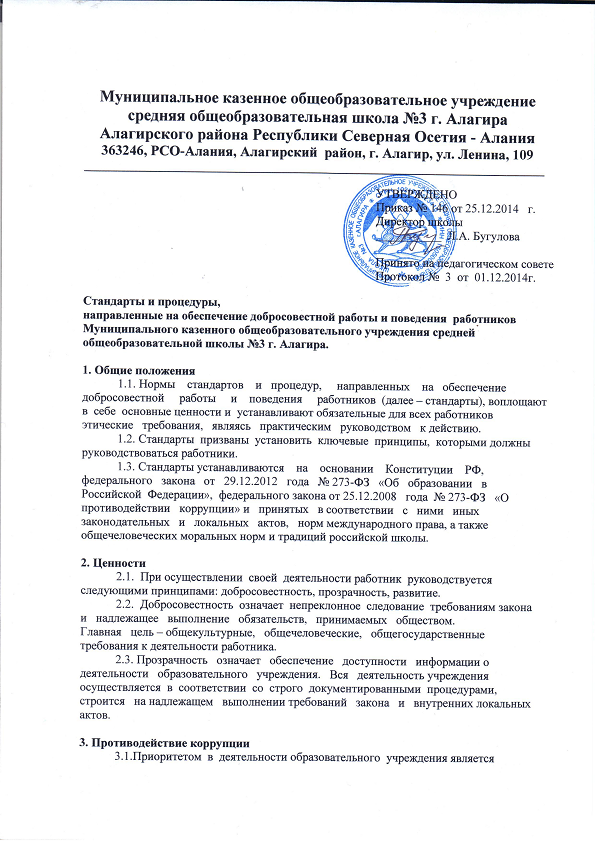 Муниципальное казенное общеобразовательное учреждение
средняя общеобразовательная школа №3 г. Алагира
Алагирского района Республики Северная Осетия - Алания
363246, РСО-Алания, Алагирский район, г. Алагир, ул. Ленина, 109
УТВЕРЖДЕНО
Приказ № 146 от 25.12.2014 г.
Директор школы
Л.А. Бугулова
Принято на педагогическом совете
Протокол № 3 от 01.12.2014г.
Стандарты и процедуры,
направленные на обеспечение добросовестной работы и поведения работников
Муниципального казенного общеобразовательного учреждения средней
общеобразовательной школы №3 г. Алагира.
1. Общие положения
1.1. Нормы стандартов и процедур, направленные на обеспечение
добросовестной работы и поведения работников (далее – стандарты), воплощают
в себе основные ценности и устанавливают обязательные для всех работников
этические требования, являясь практическим руководством к действию.
1.2. Стандарты призваны установить ключевые принципы, которыми должны
руководствоваться работники.
1.3. Стандарты устанавливаются на основании Конституции РФ,
федерального закона от 29.12.2012 года № 273-ФЗ «Об образовании в
Российской Федерации», федерального закона от 25.12.2008 года № 273-ФЗ «О
противодействии коррупции» и принятых в соответствии с ними иных
законодательных и локальных актов, норм международного права, а также
общечеловеческих моральных норм и традиций российской школы.
2. Ценности
2.1. При осуществлении своей деятельности работник руководствуется
следующими принципами: добросовестность, прозрачность, развитие.
2.2. Добросовестность означает непреклонное следование требованиям закона
и надлежащее выполнение обязательств, принимаемых обществом.
Главная цель – общекультурные, общечеловеческие, общегосударственные
требования к деятельности работника.
2.3. Прозрачность означает обеспечение доступности информации о
деятельности образовательного учреждения. Вся деятельность учреждения
осуществляется в соответствии со строго документированными процедурами,
строится на надлежащем выполнении требований закона и внутренних локальных
актов.
3. Противодействие коррупции
3.1.Приоритетом в деятельности образовательного учреждения является